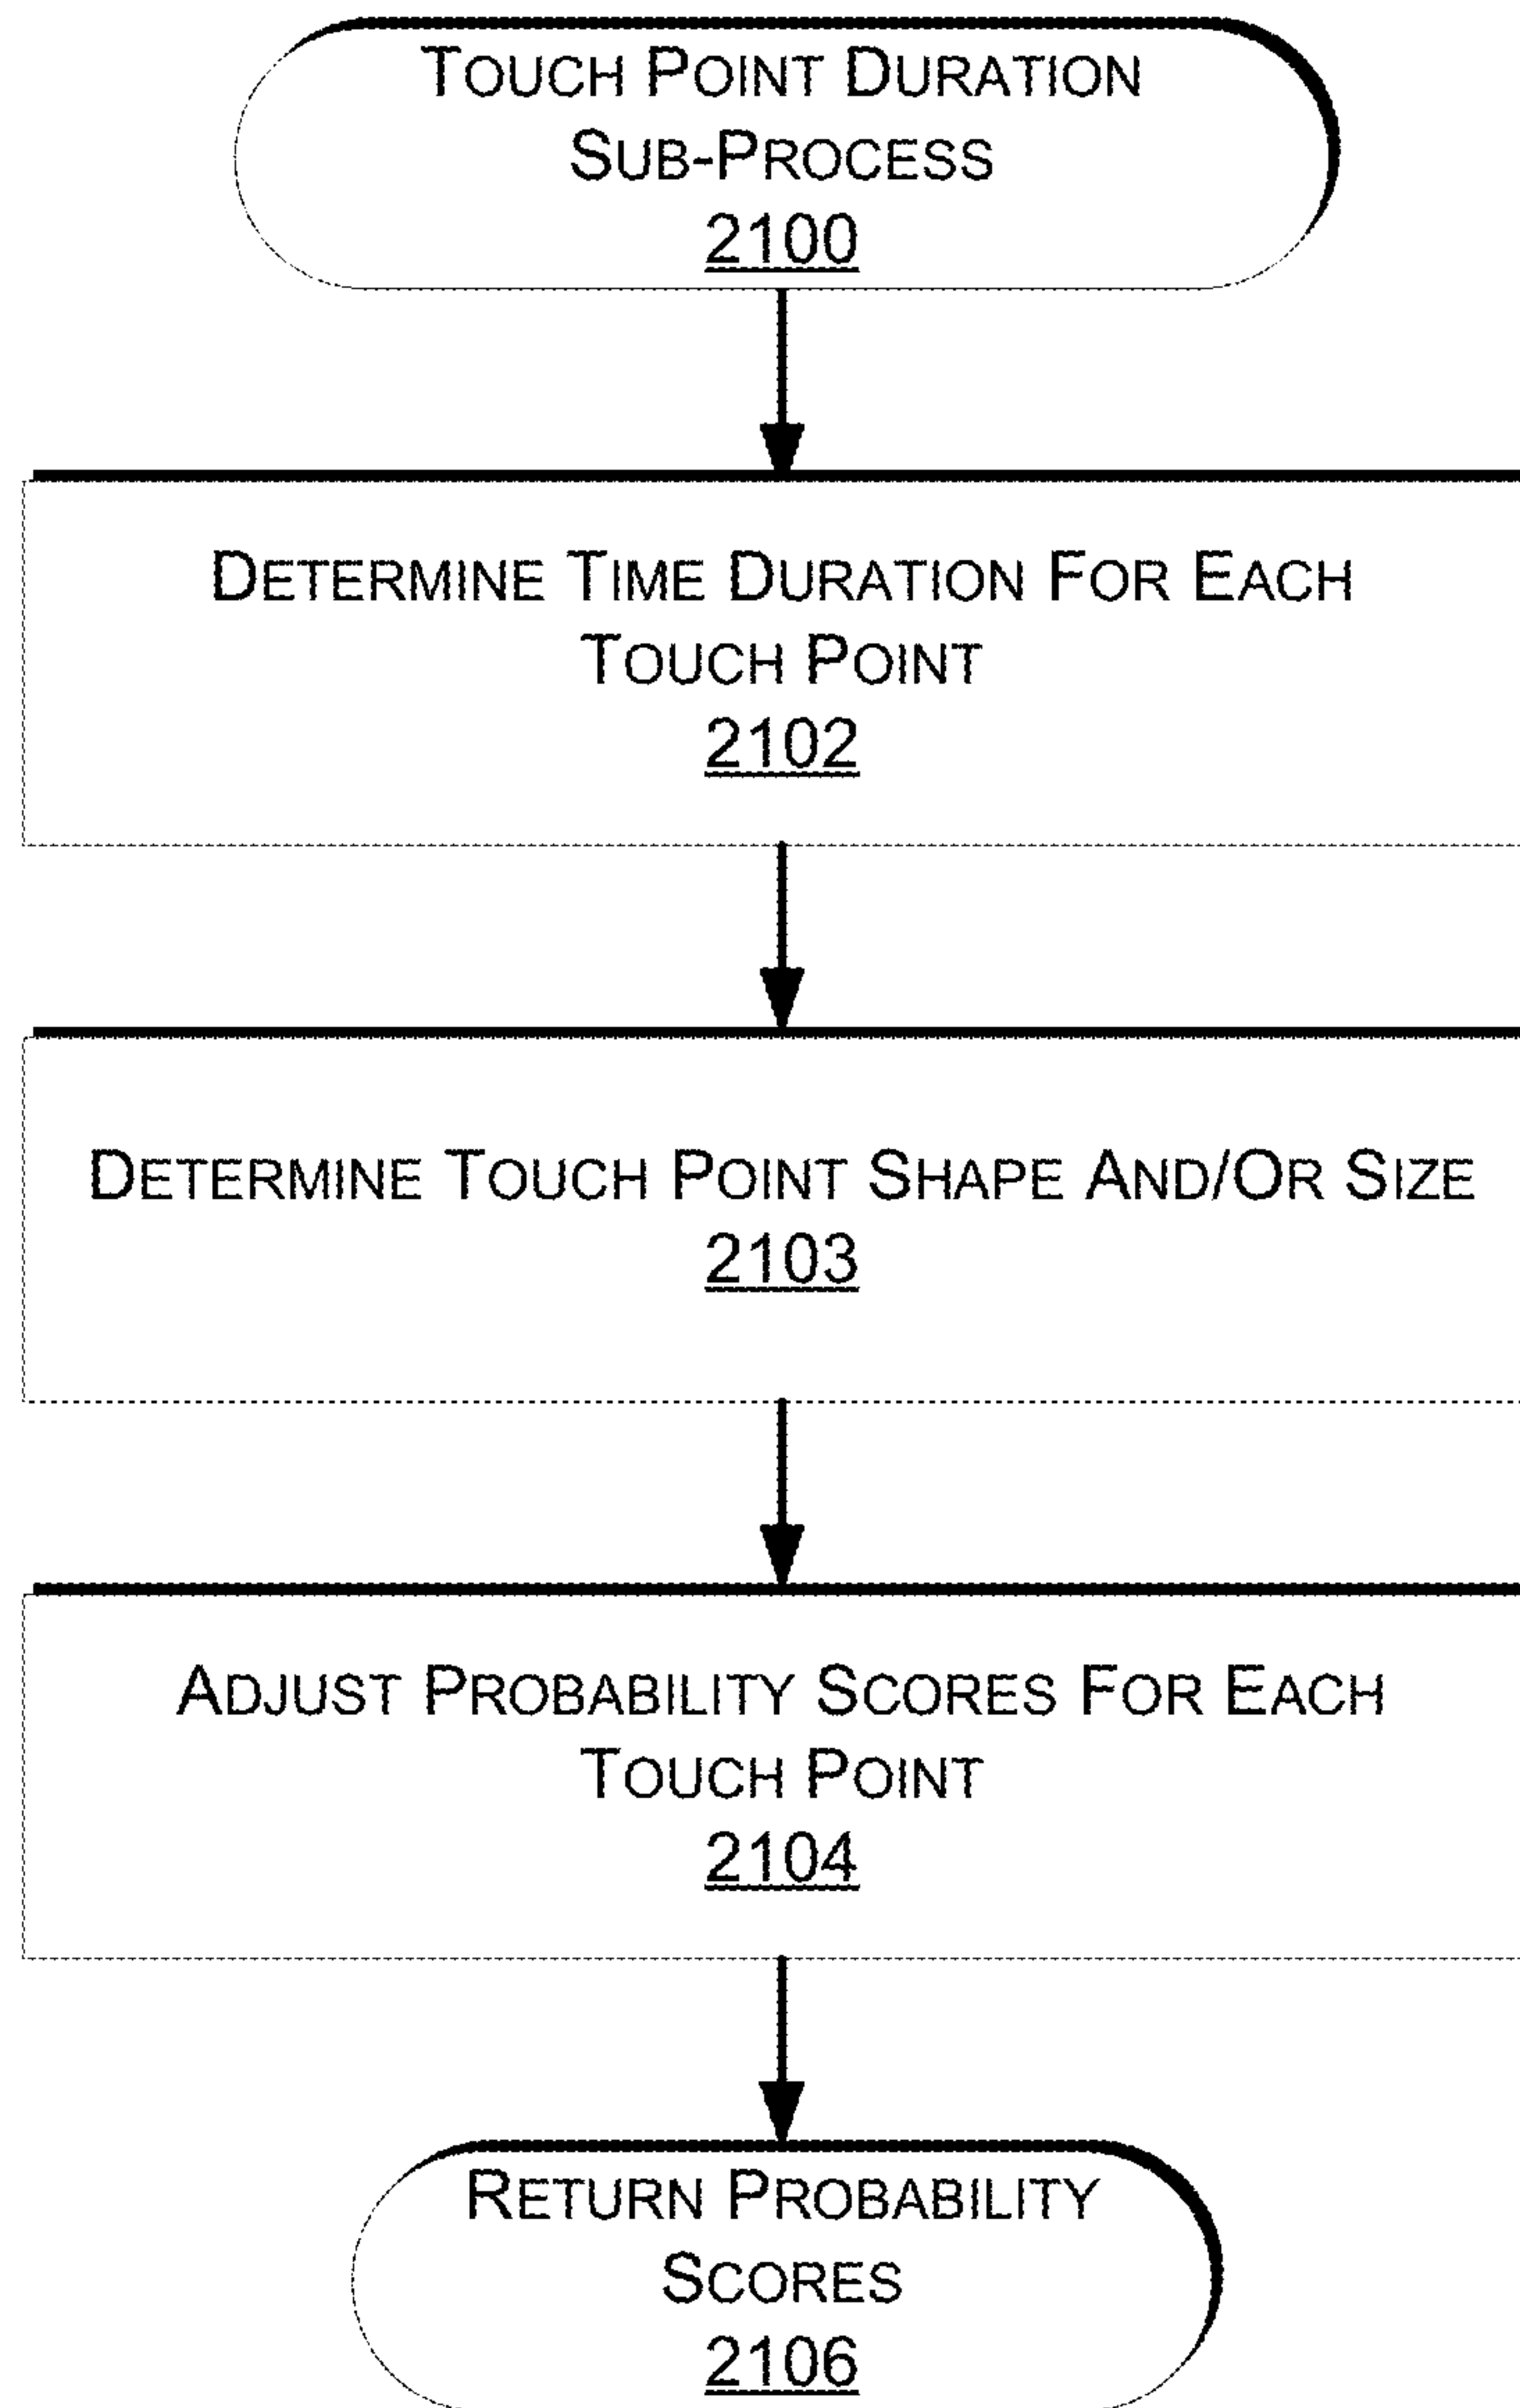 TOUCH POINT DURATION
SUB-PROCESS
2100
DETERMINE TIME DURATION FOR EACH
TOUCH POINT
2102
DETERMINE TOUCH POINT SHAPE AND/OR SIZE
2103
ADJUST PROBABILITY SCORES FOR EACH
TOUCH POINT
2104
RETURN PROBABILITY
SCORES
2106